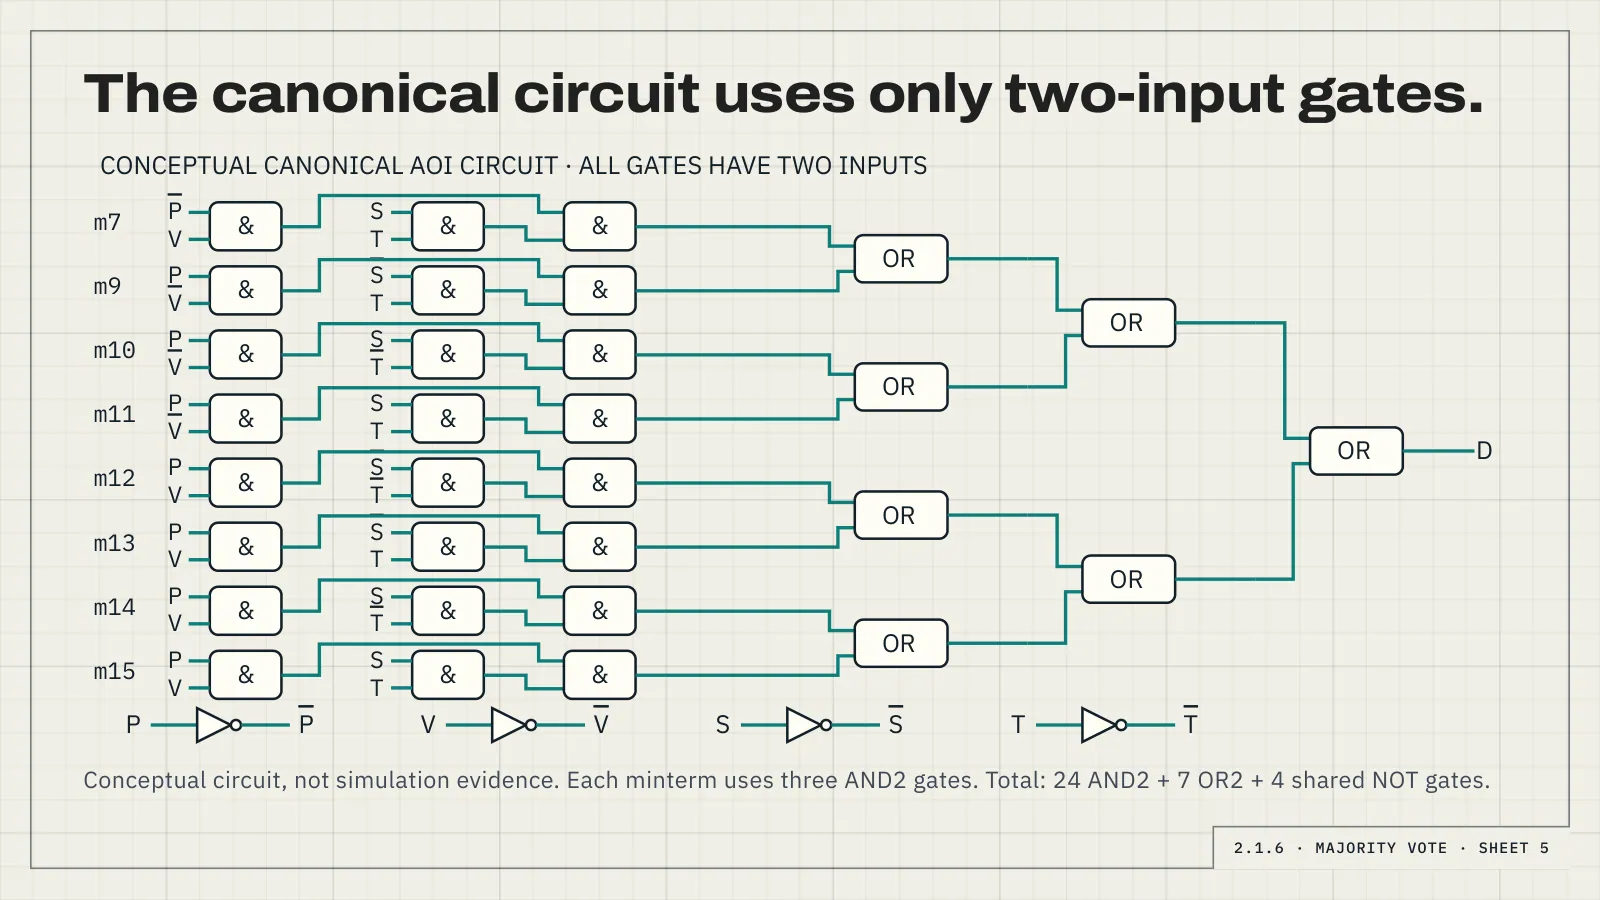 The canonical circuit uses only two-input gates.
CONCEPTUAL CANONICAL AOI CIRCUIT · ALL GATES HAVE TWO INPUTS
m7 P̅ V & S T & &
OR
m9 P V̅ & S̅ T & &
OR
m10 P V̅ & S T̅ & &
OR
m11 P V̅ & S T & &
OR D
m12 P V & S̅ T̅ & &
OR
m13 P V & S̅ T & &
OR
m14 P V & S T̅ & &
OR
m15 P V & S T & &
P P̅ V V̅ S S̅ T T̅
Conceptual circuit, not simulation evidence. Each minterm uses three AND2 gates. Total: 24 AND2 + 7 OR2 + 4 shared NOT gates.
2.1.6 · MAJORITY VOTE · SHEET 5